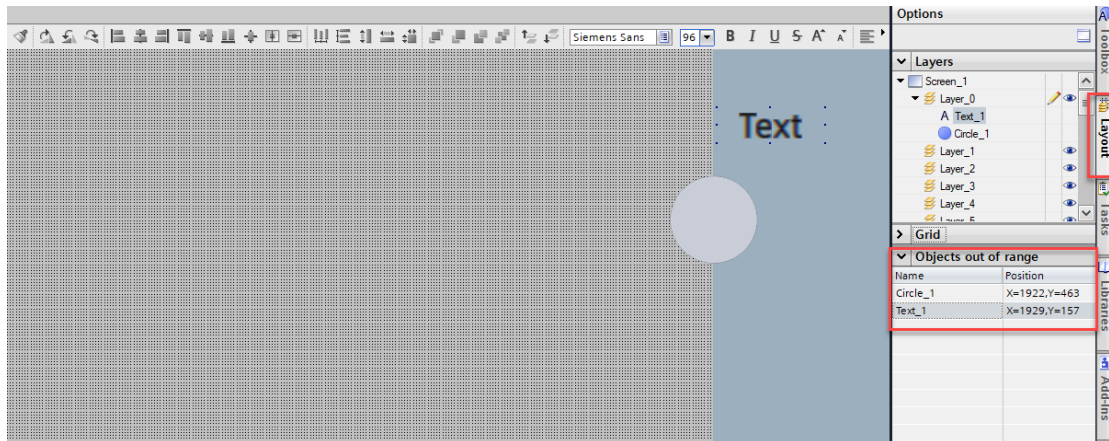 Options
Siemens Sans 96 B I U S A A
Layers
Screen_1
Layer_0
A Text_1
Circle_1
Layer_1
Layer_2
Layer_3
Layer_4
Layer_5
Grid
Objects out of range
Name Position
Circle_1 X=1922,Y=463
Text_1 X=1929,Y=157
Text
Toolbox
Layout
Tasks
Libraries
Add-Ins